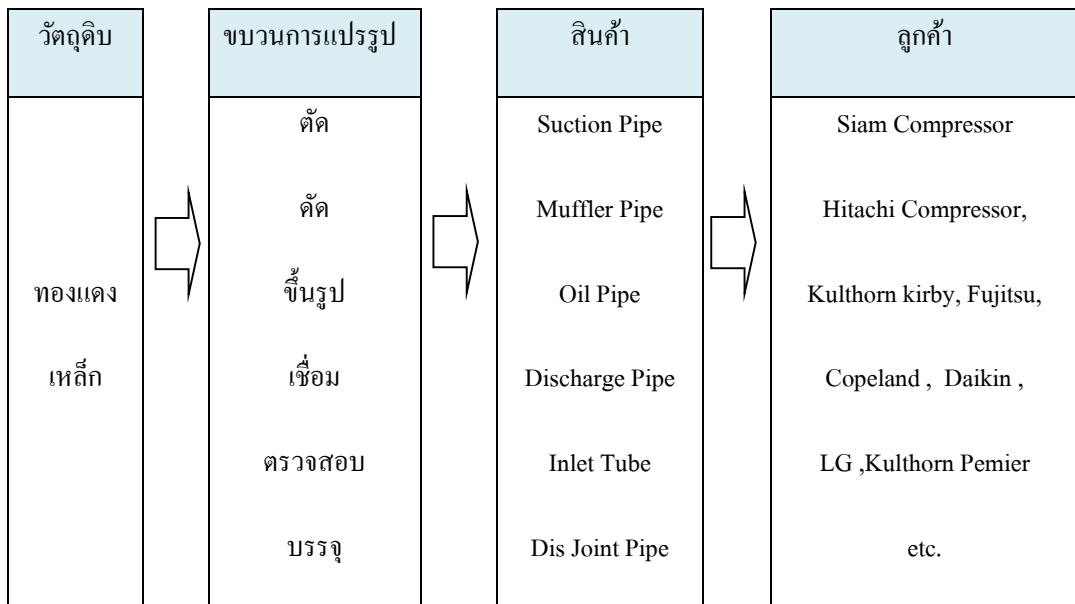 วัตถุดิบ
ทองแดง
เหล็ก
ขบวนการแปรรูป
ตัด
ดัด
ขึ้นรูป
เชื่อม
ตรวจสอบ
บรรจุ
สินค้า
Suction Pipe
Muffler Pipe
Oil Pipe
Discharge Pipe
Inlet Tube
Dis Joint Pipe
ลูกค้า
Siam Compressor
Hitachi Compressor,
Kulthorn kirby, Fujitsu,
Copeland , Daikin ,
LG ,Kulthorn Pemier
etc.